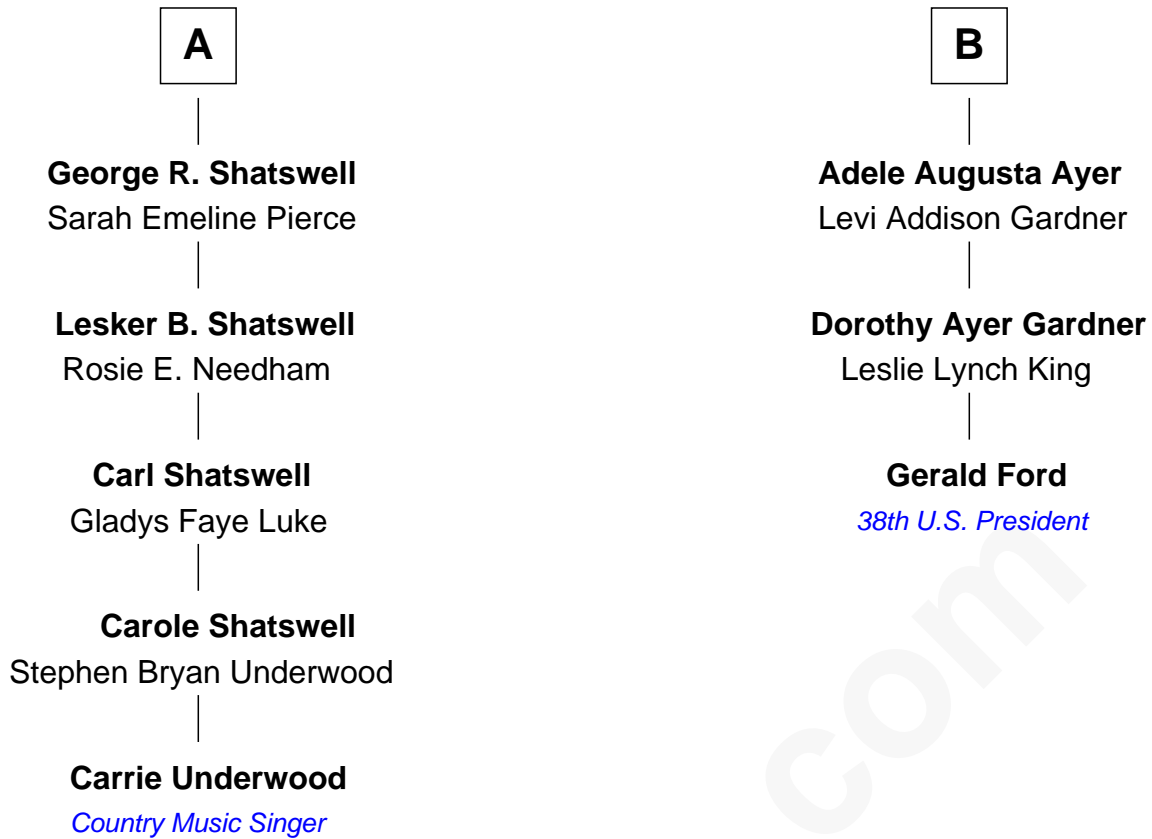 A
George R. Shatswell
Sarah Emeline Pierce
Lesker B. Shatswell
Rosie E. Needham
Carl Shatswell
Gladys Faye Luke
Carole Shatswell
Stephen Bryan Underwood
Carrie Underwood
Country Music Singer
B
Adele Augusta Ayer
Levi Addison Gardner
Dorothy Ayer Gardner
Leslie Lynch King
Gerald Ford
38th U.S. President
com